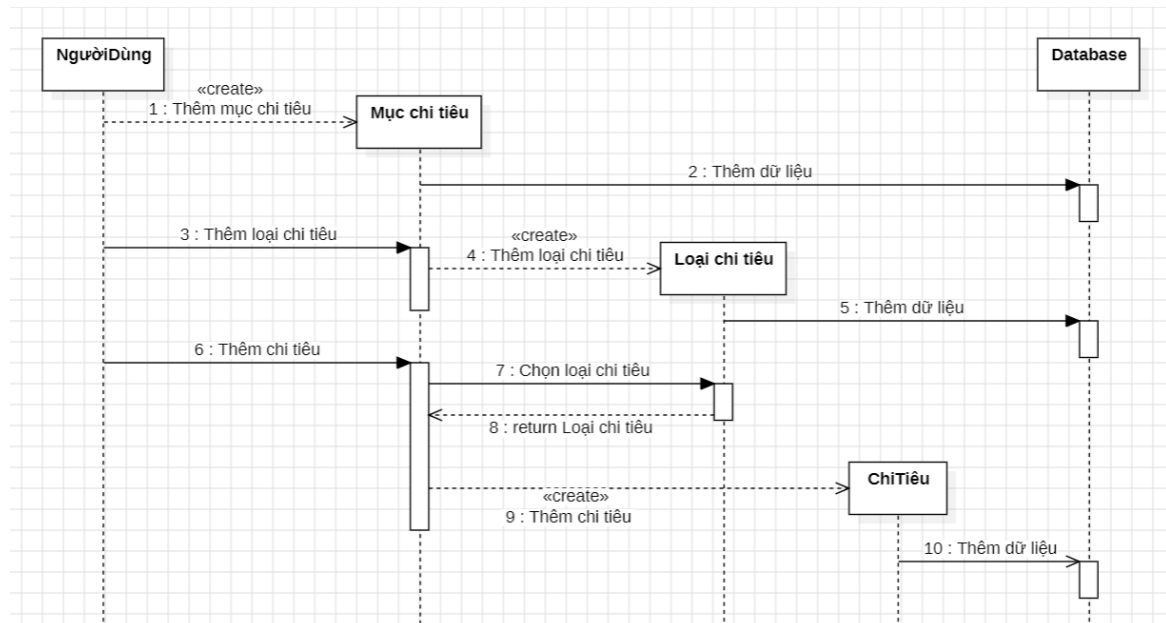 NgườiDùng
Database
«create»
1 : Thêm mục chi tiêu
Mục chi tiêu
2 : Thêm dữ liệu
3 : Thêm loại chi tiêu
«create»
4 : Thêm loại chi tiêu
Loại chi tiêu
5 : Thêm dữ liệu
6 : Thêm chi tiêu
7 : Chọn loại chi tiêu
8 : return Loại chi tiêu
ChiTiêu
«create»
9 : Thêm chi tiêu
10 : Thêm dữ liệu